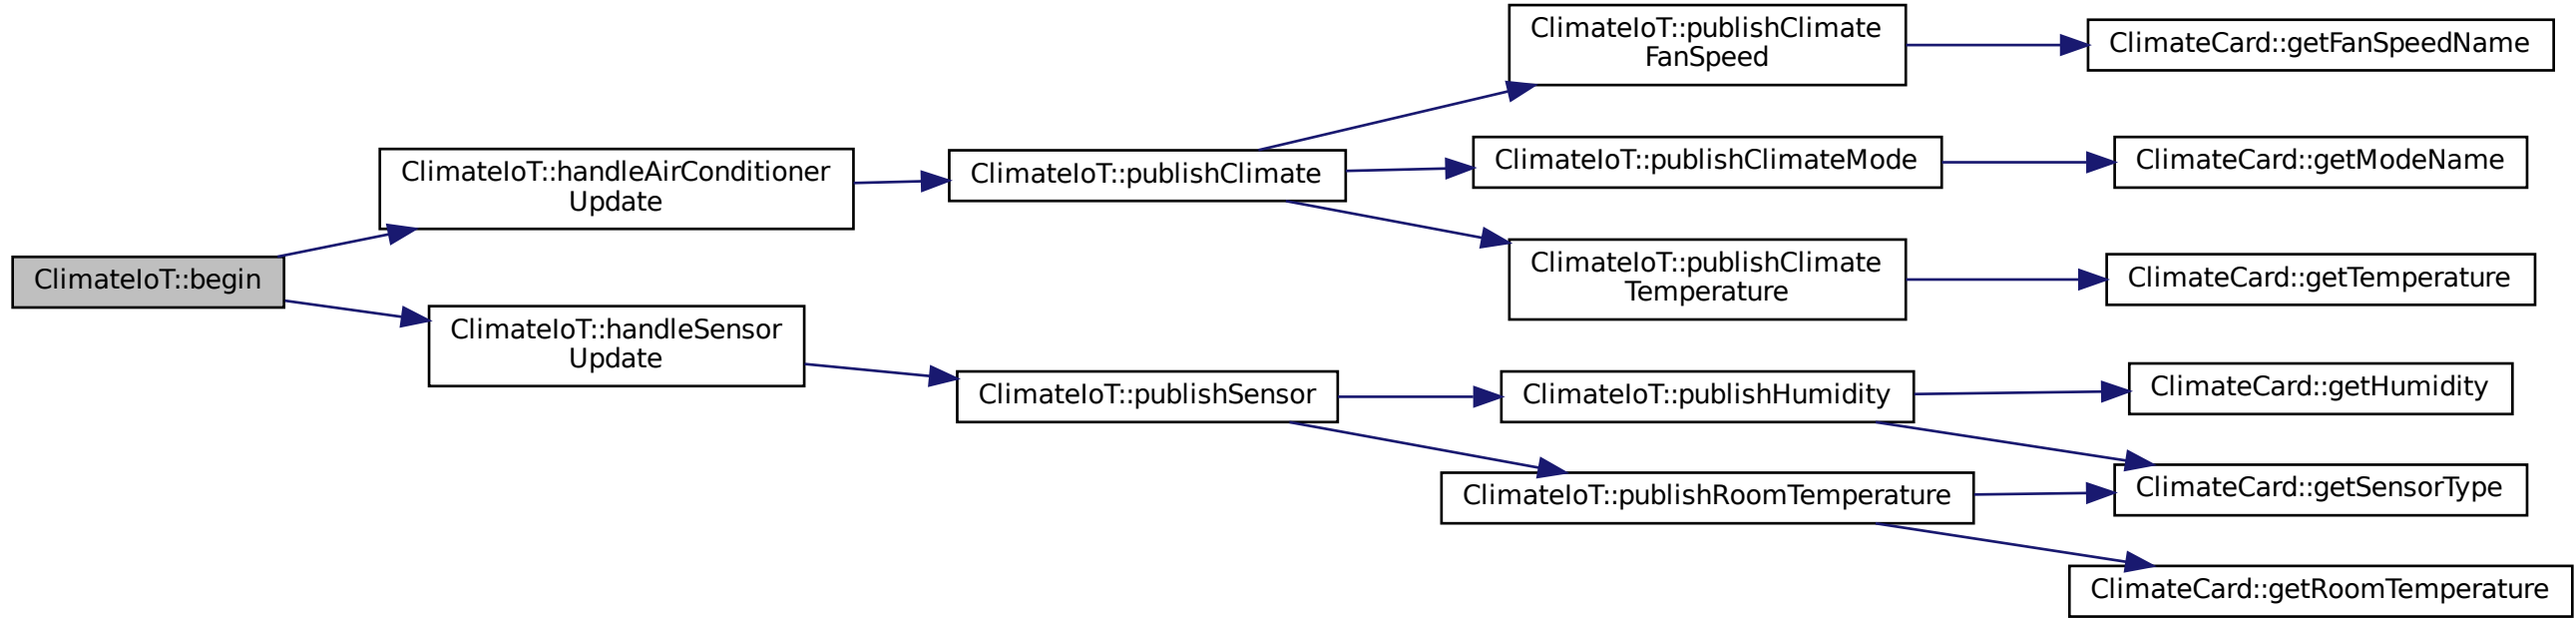 ClimateIoT::begin
ClimateIoT::handleAirConditioner
Update
ClimateIoT::handleSensor
Update
ClimateIoT::publishClimate
ClimateIoT::publishSensor
ClimateIoT::publishClimate
FanSpeed
ClimateIoT::publishClimateMode
ClimateIoT::publishClimate
Temperature
ClimateIoT::publishHumidity
ClimateIoT::publishRoomTemperature
ClimateCard::getFanSpeedName
ClimateCard::getModeName
ClimateCard::getTemperature
ClimateCard::getHumidity
ClimateCard::getSensorType
ClimateCard::getRoomTemperature